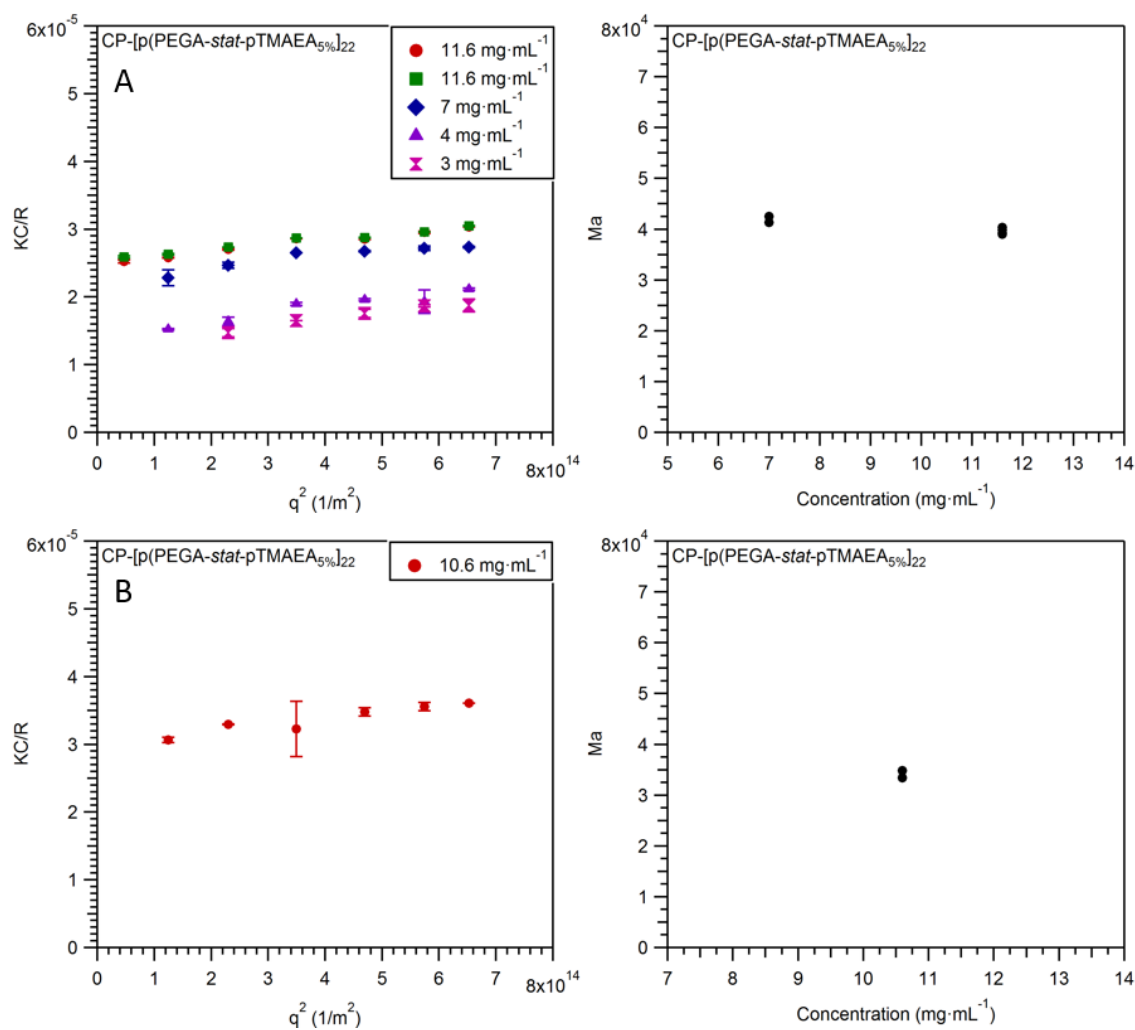 CP-[p(PEGA-stat-pTMAEA5%]22
A
11.6 mg·mL-1
11.6 mg·mL-1
7 mg·mL-1
4 mg·mL-1
3 mg·mL-1
6x10-5
5
4
3
2
1
0
KC/R
0 1 2 3 4 5 6 7 8x1014
q2 (1/m2)
CP-[p(PEGA-stat-pTMAEA5%]22
8x104
7
6
5
4
3
2
1
0
Ma
5 6 7 8 9 10 11 12 13 14
Concentration (mg·mL-1)
CP-[p(PEGA-stat-pTMAEA5%]22
B
10.6 mg·mL-1
6x10-5
5
4
3
2
1
0
KC/R
0 1 2 3 4 5 6 7 8x1014
q2 (1/m2)
CP-[p(PEGA-stat-pTMAEA5%]22
8x104
7
6
5
4
3
2
1
0
Ma
7 8 9 10 11 12 13 14
Concentration (mg·mL-1)